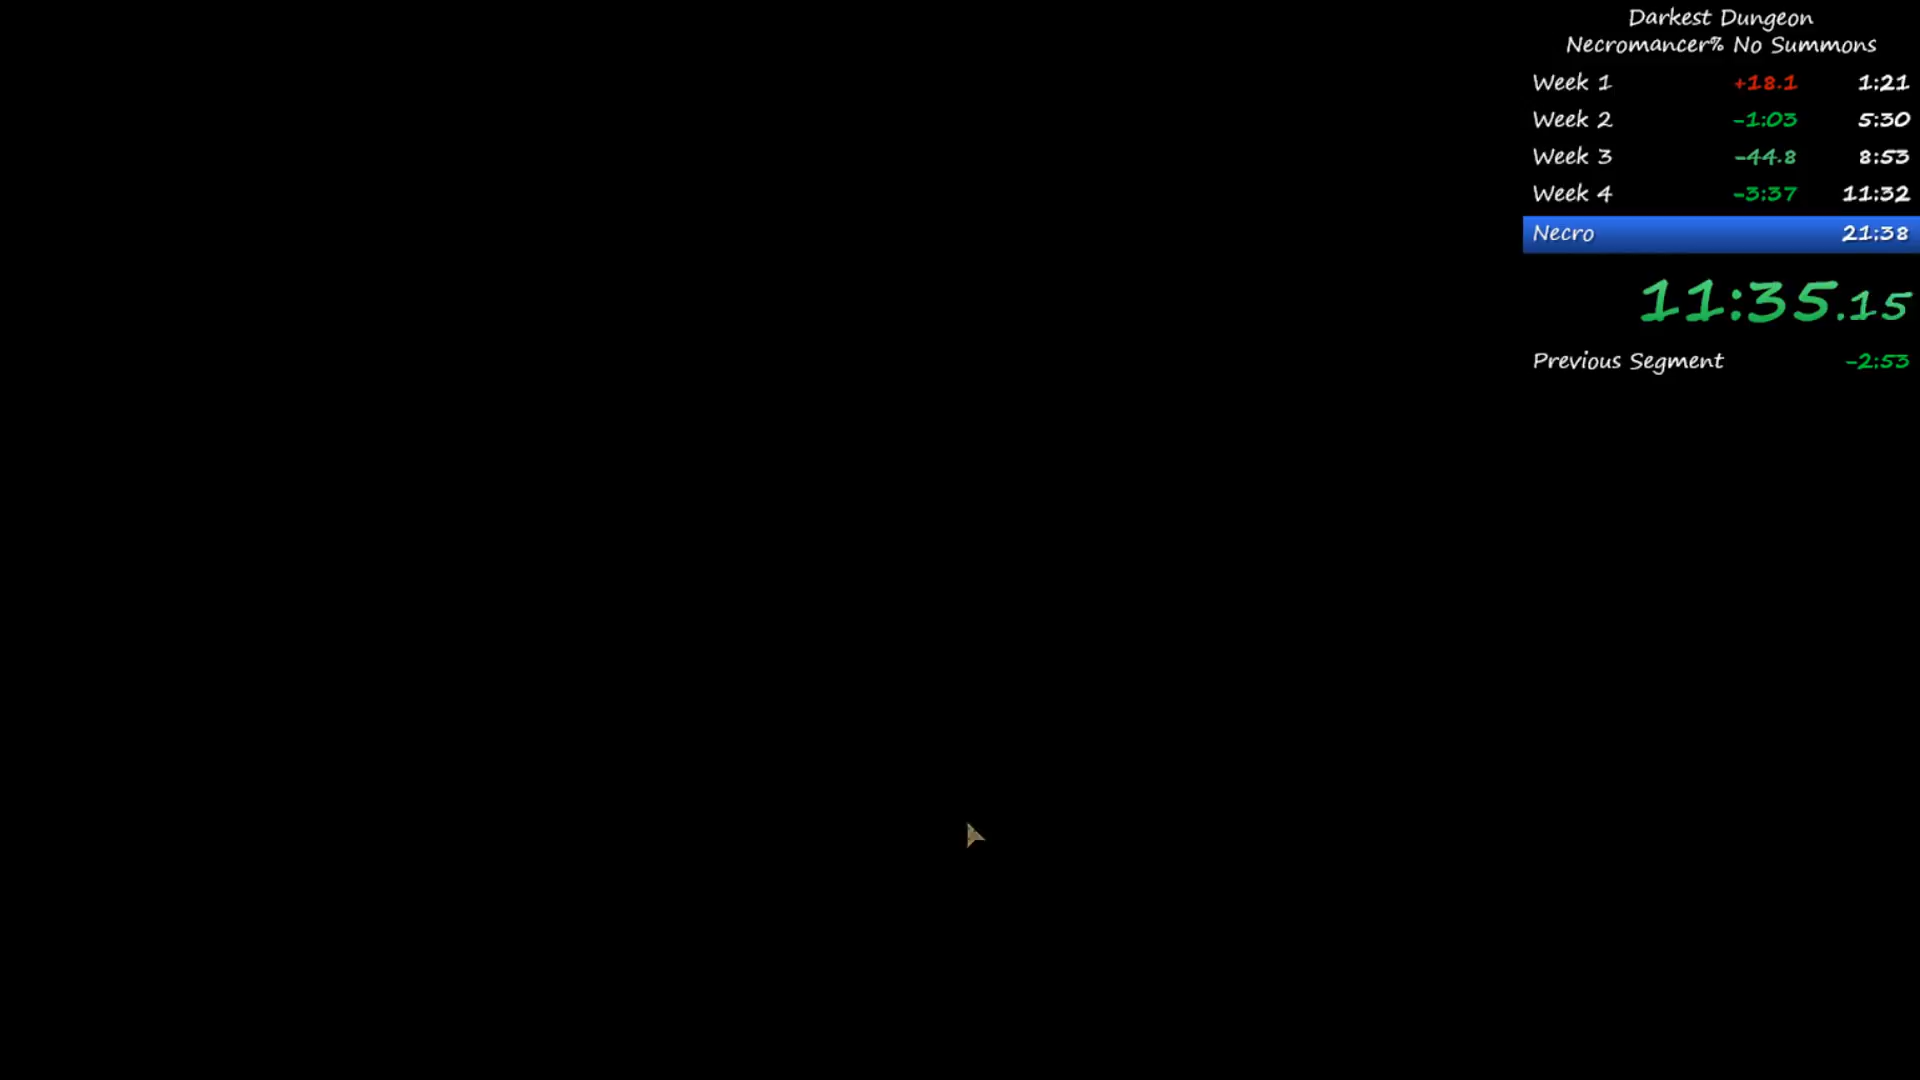 Darkest Dungeon
Necromancer% No Summons
Week 1 +18.1 1:21
Week 2 -1:03 5:30
Week 3 -44.8 8:53
Week 4 -3:37 11:32
Necro 21:38
11:35.15
Previous Segment -2:53